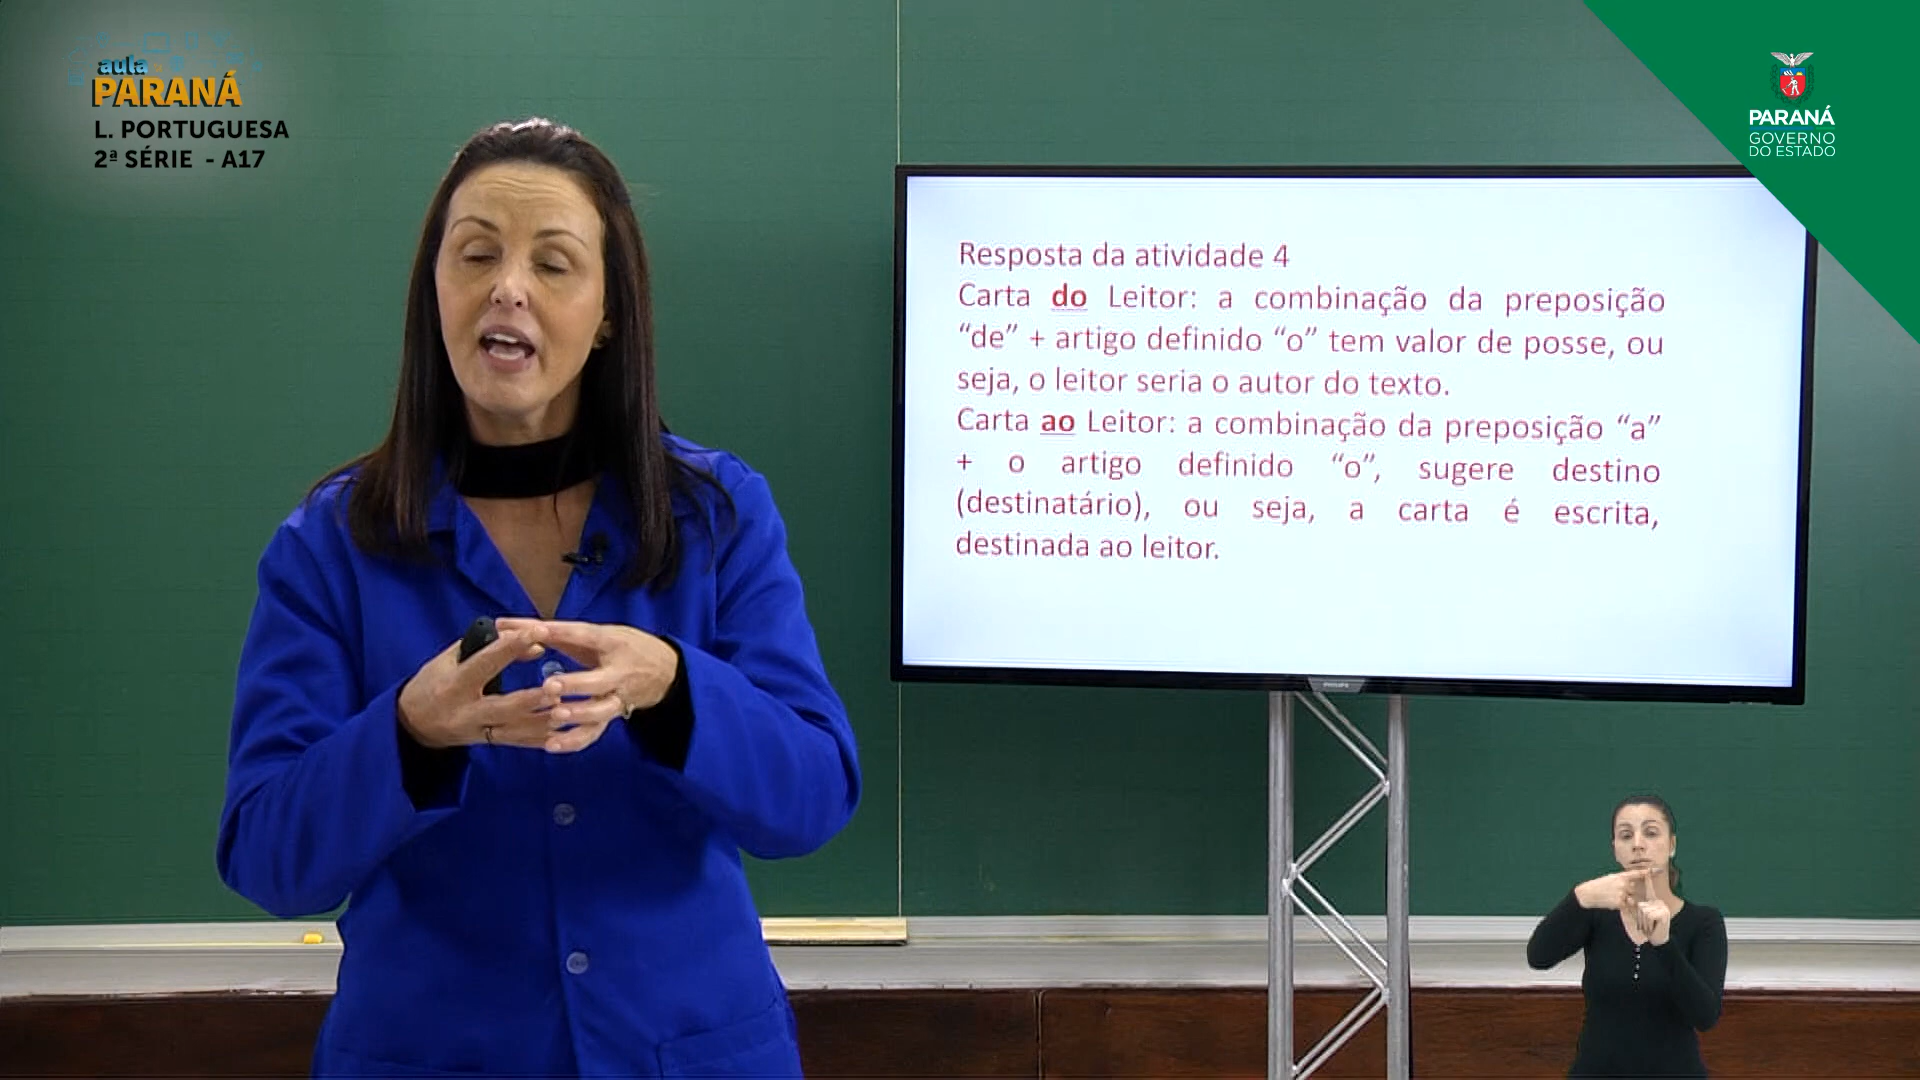 aula
PARANÁ
L. PORTUGUESA
2ª SÉRIE - A17
PARANÁ
GOVERNO
DO ESTADO
Resposta da atividade 4
Carta do Leitor: a combinação da preposição
“de” + artigo definido “o” tem valor de posse, ou
seja, o leitor seria o autor do texto.
Carta ao Leitor: a combinação da preposição “a”
+ o artigo definido “o”, sugere destino
(destinatário), ou seja, a carta é escrita,
destinada ao leitor.
PHILIPS